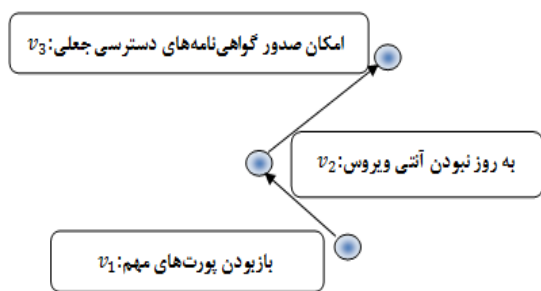 امکان صدور گواهی‌نامه‌های دسترسی جعلی:v₃
به روز نبودن آنتی ویروس:v₂
بازبودن پورت‌های مهم:v₁